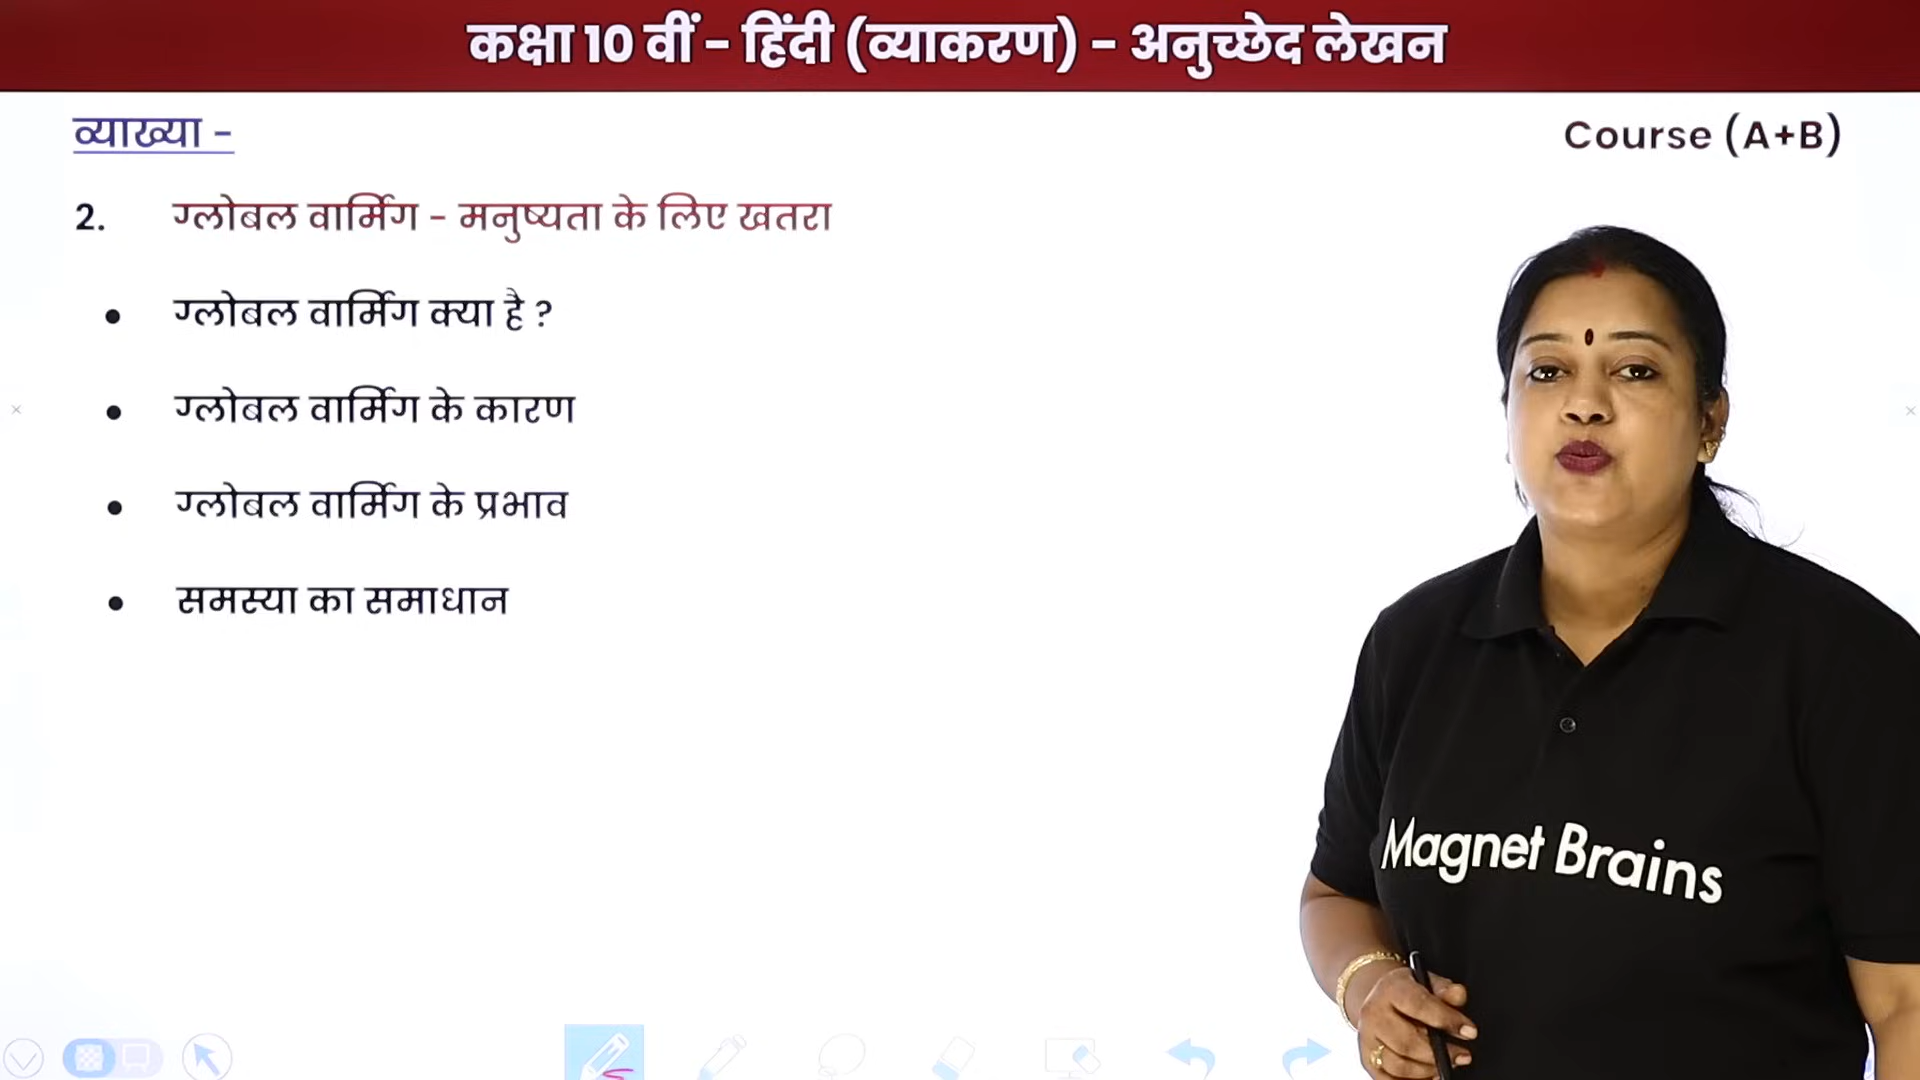 कक्षा 10 वीं - हिंदी (व्याकरण) - अनुच्छेद लेखन
व्याख्या -
Course (A+B)
2. ग्लोबल वार्मिंग - मनुष्यता के लिए खतरा
• ग्लोबल वार्मिंग क्या है ?
• ग्लोबल वार्मिंग के कारण
• ग्लोबल वार्मिंग के प्रभाव
• समस्या का समाधान
Magnet Brains